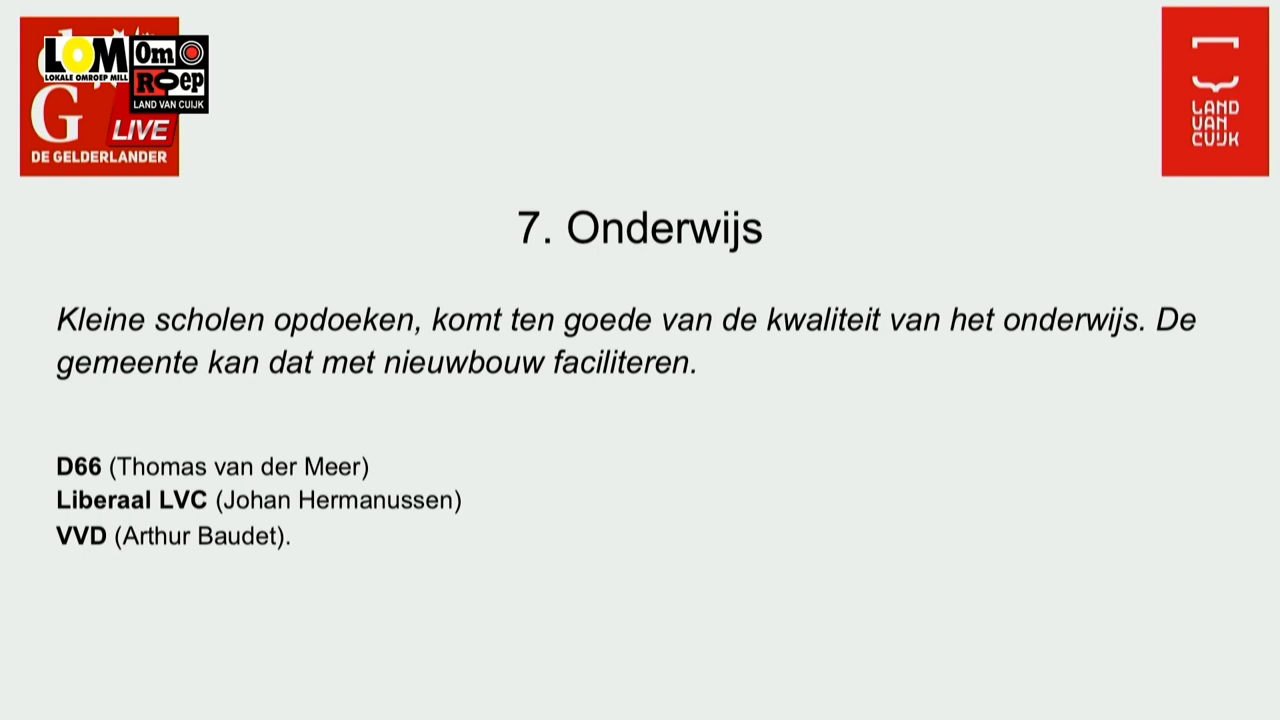 LOM
LOKALE OMROEP MILL
Om
Roep
LAND VAN CUIJK
G
LIVE
DE GELDERLANDER
LAND
VAN
CUIJK
7. Onderwijs
Kleine scholen opdoeken, komt ten goede van de kwaliteit van het onderwijs. De
gemeente kan dat met nieuwbouw faciliteren.
D66 (Thomas van der Meer)
Liberaal LVC (Johan Hermanussen)
VVD (Arthur Baudet).